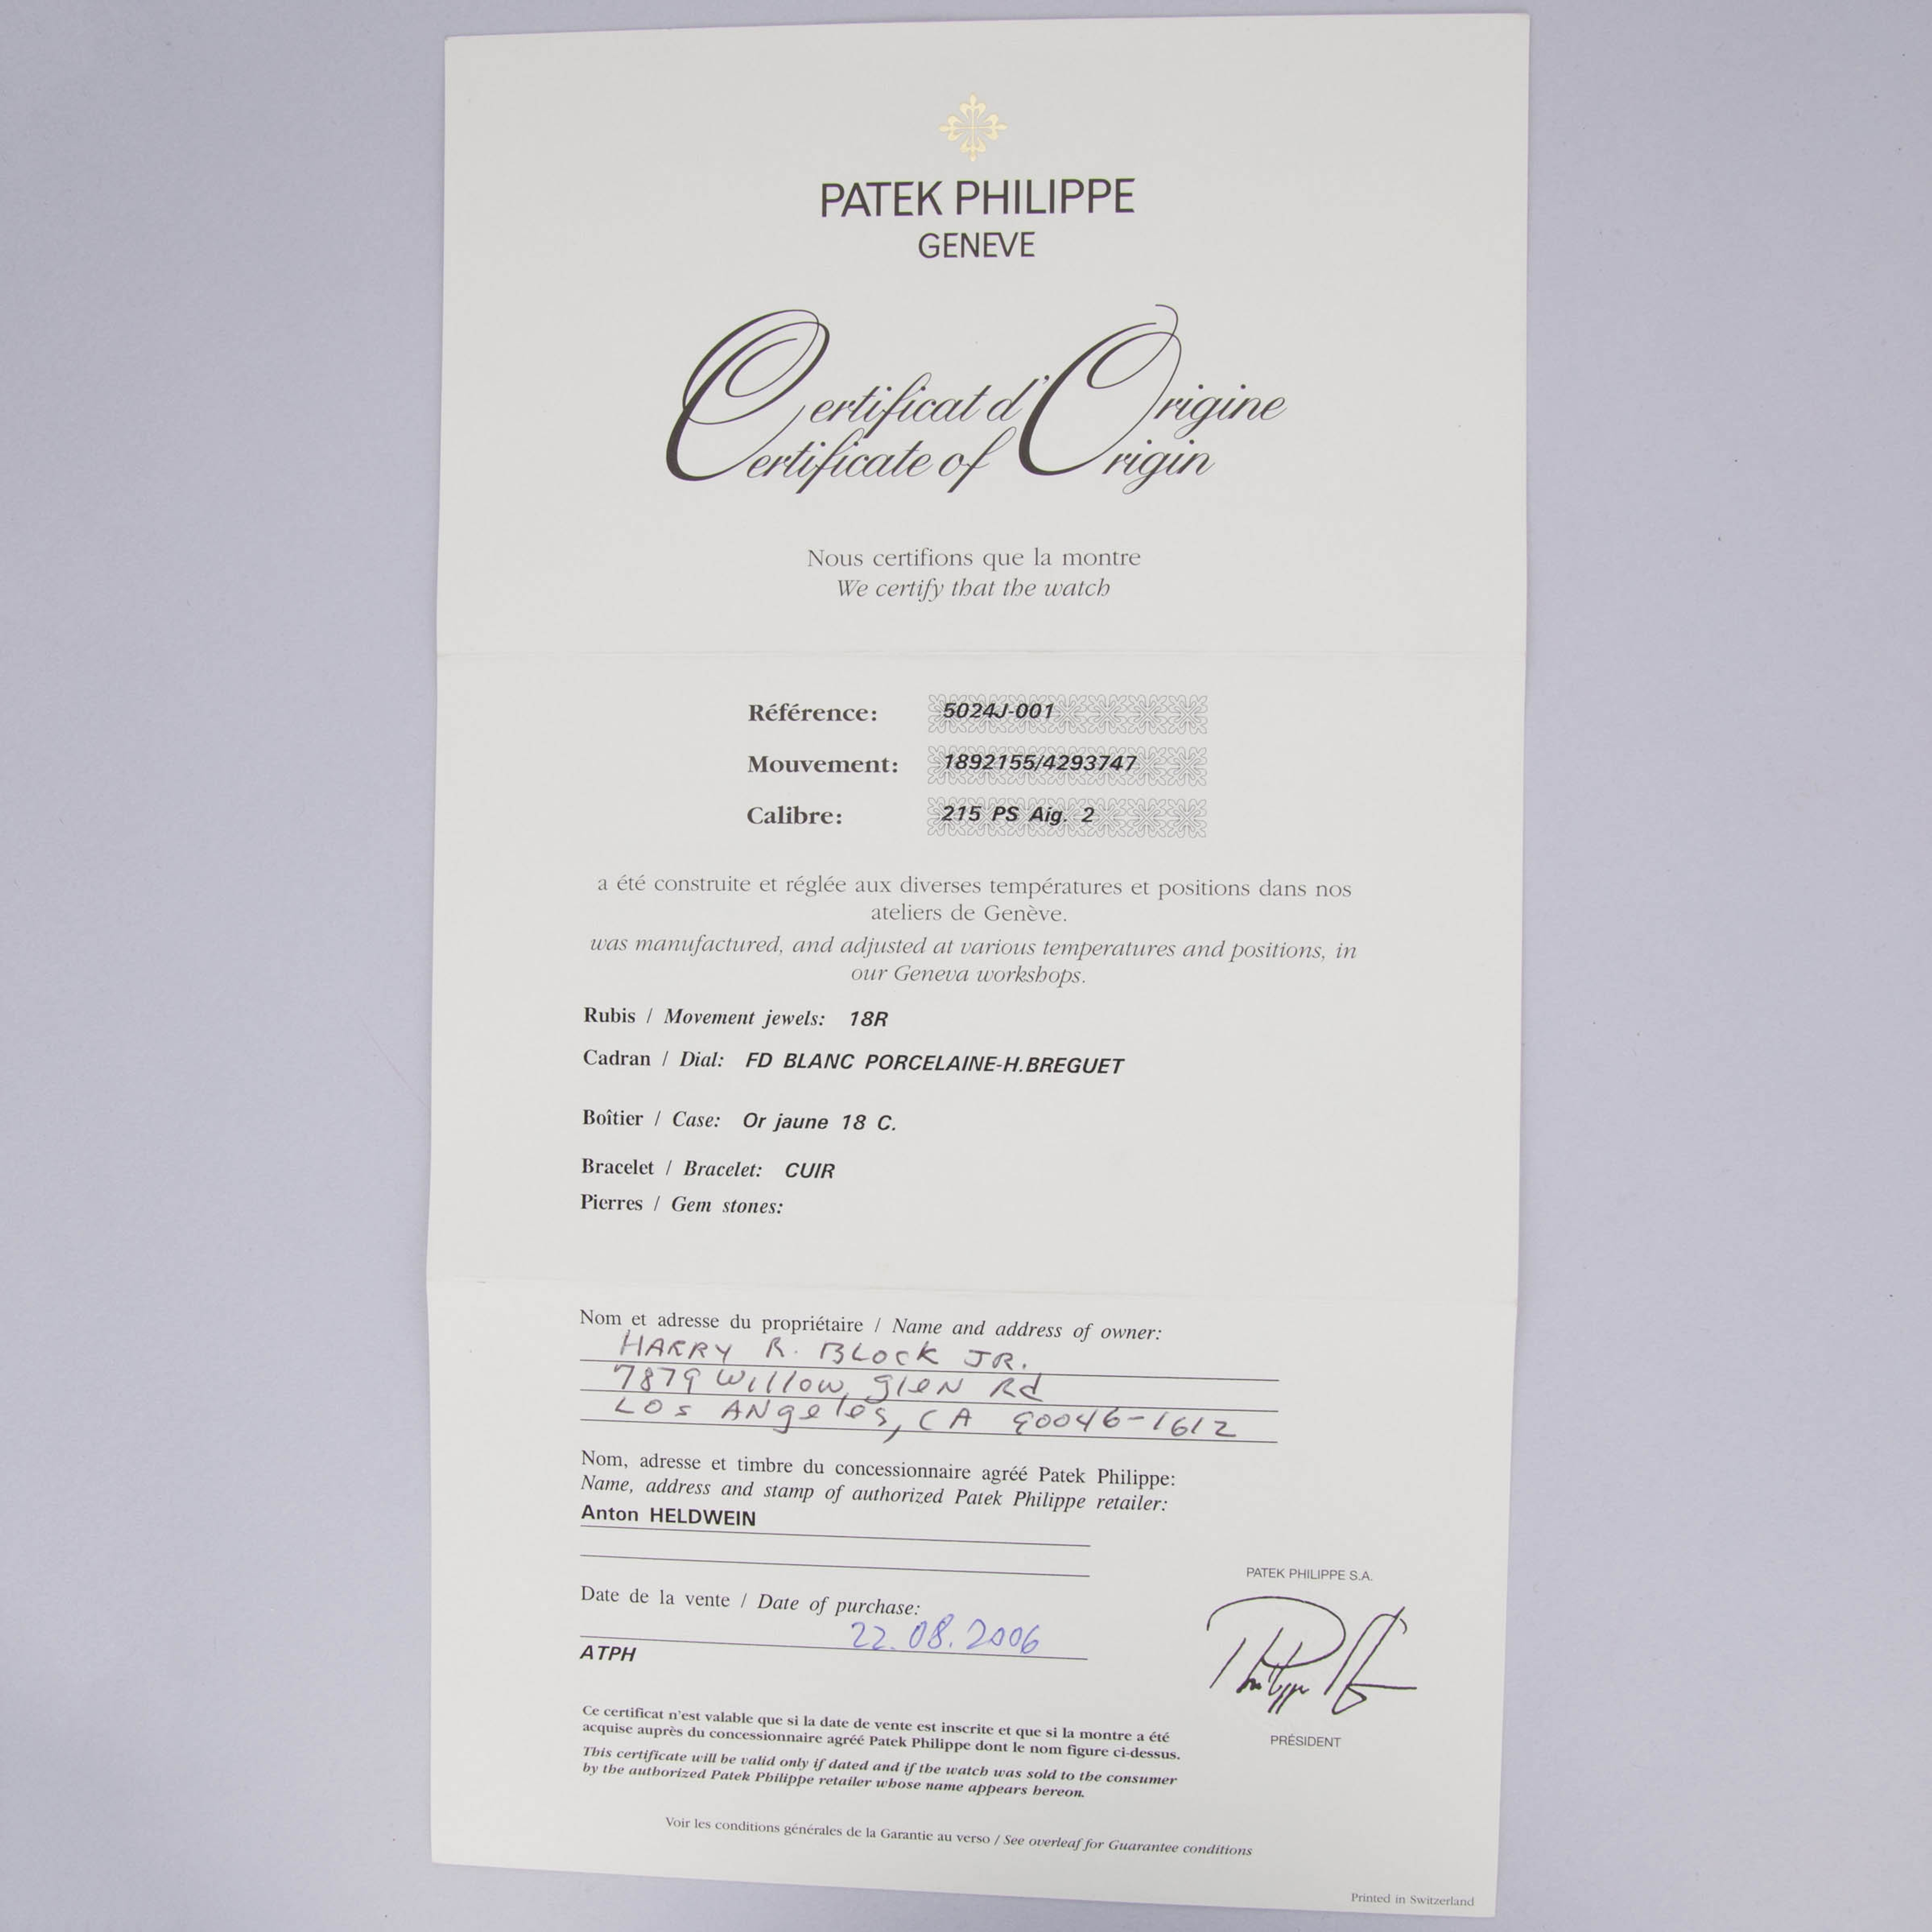 PATEK PHILIPPE
GENEVE
Certificat d'Origine
Certificate of Origin
Nous certifions que la montre
We certify that the watch
Référence: 5024J-001
Mouvement: 1892155/4293747
Calibre: 215 PS Aig. 2
a été construite et réglée aux diverses températures et positions dans nos
ateliers de Genève.
was manufactured, and adjusted at various temperatures and positions, in
our Geneva workshops.
Rubis / Movement jewels: 18R
Cadran / Dial: FD BLANC PORCELAINE-H.BREGUET
Boîtier / Case: Or jaune 18 C.
Bracelet / Bracelet: CUIR
Pierres / Gem stones:
Nom et adresse du propriétaire / Name and address of owner:
HARRY R. BLOCK JR.
7879 Willow glen Rd
LOS ANgeles, CA 90046-1612
Nom, adresse et timbre du concessionnaire agréé Patek Philippe:
Name, address and stamp of authorized Patek Philippe retailer:
Anton HELDWEIN
Date de la vente / Date of purchase:
22.08.2006
ATPH
PATEK PHILIPPE S.A.
PRÉSIDENT
Ce certificat n'est valable que si la date de vente est inscrite et que si la montre a été
acquise auprès du concessionnaire agréé Patek Philippe dont le nom figure ci-dessus.
This certificate will be valid only if dated and if the watch was sold to the consumer
by the authorized Patek Philippe retailer whose name appears hereon.
Voir les conditions générales de la Garantie au verso / See overleaf for Guarantee conditions
Printed in Switzerland